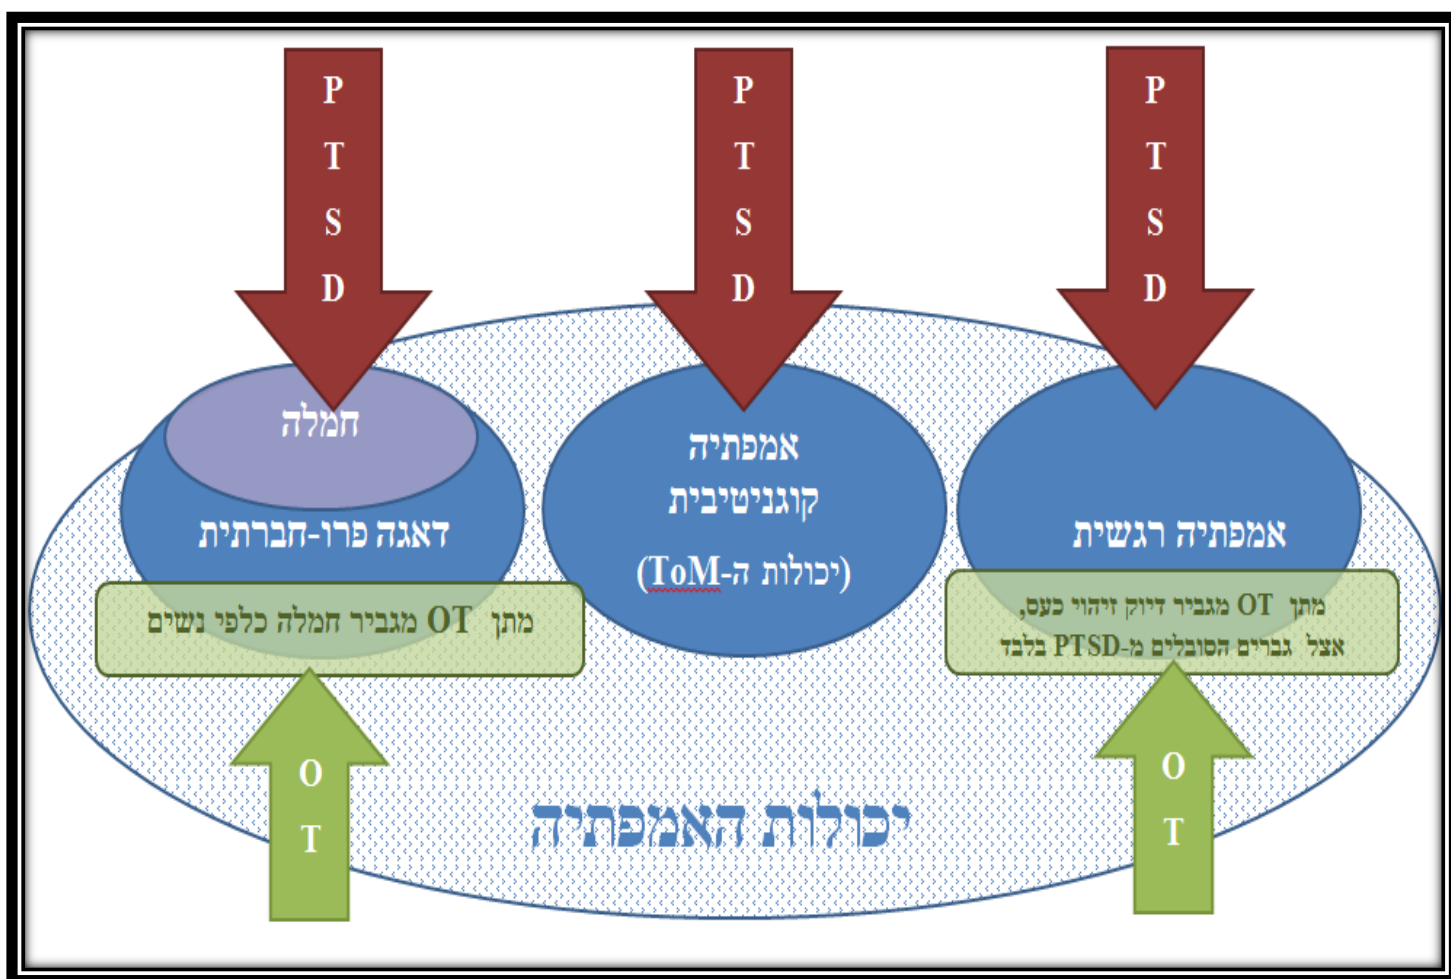 P
T
S
D
P
T
S
D
P
T
S
D
אמפתיה רגשית
מתן OT מגביר דיוק זיהוי כעס,
אצל גברים הסובלים מ-PTSD בלבד
O
T
אמפתיה
קוגניטיבית
(יכולות ה-ToM)
חמלה
דאגה פרו-חברתית
מתן OT מגביר חמלה כלפי נשים
O
T
יכולות האמפתיה